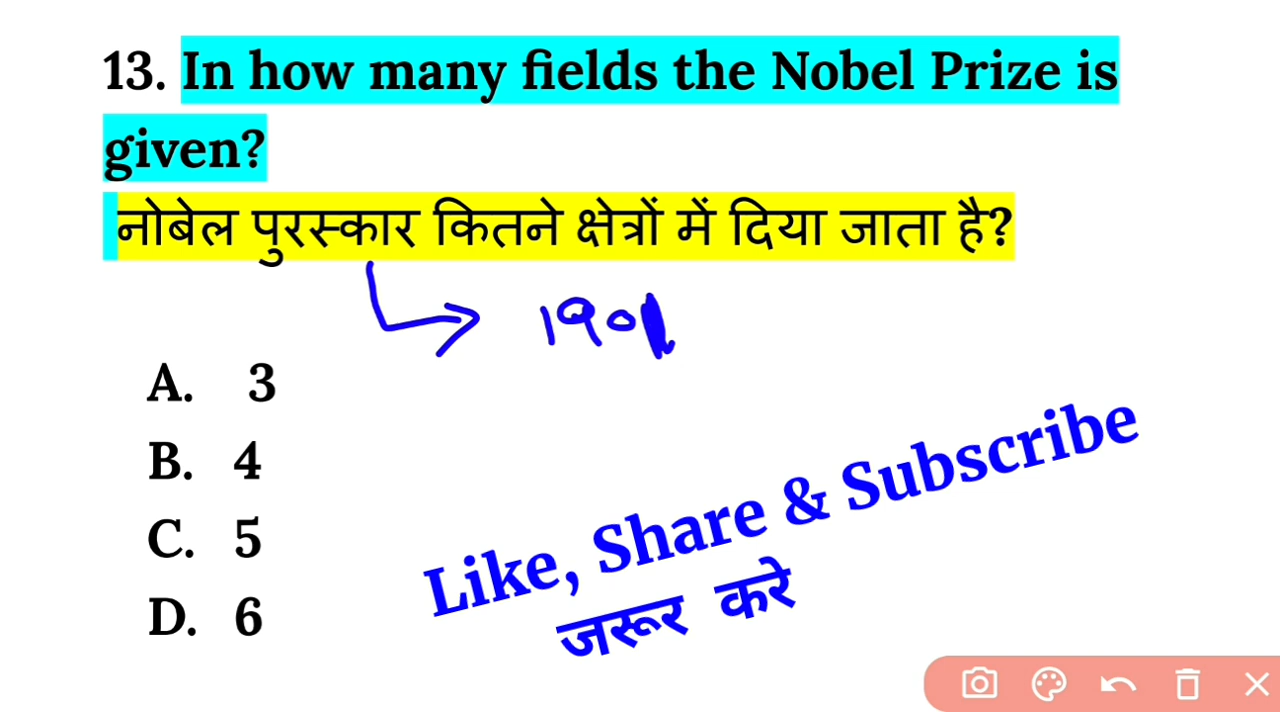 13. In how many fields the Nobel Prize is
given?
नोबेल पुरस्कार कितने क्षेत्रों में दिया जाता है?
1901
A. 3
B. 4
C. 5
D. 6
Like, Share & Subscribe
जरूर करे